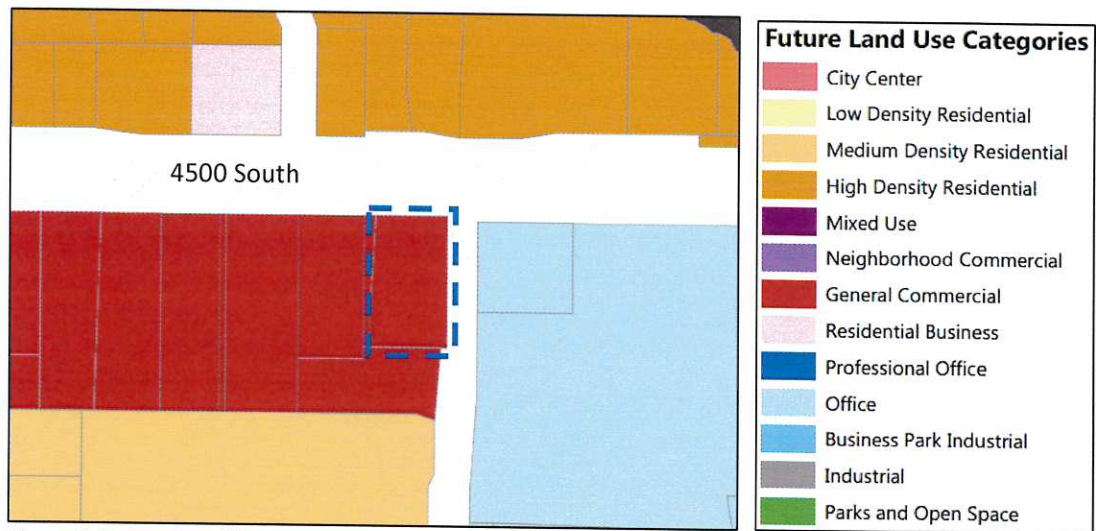 4500 South
Future Land Use Categories
City Center
Low Density Residential
Medium Density Residential
High Density Residential
Mixed Use
Neighborhood Commercial
General Commercial
Residential Business
Professional Office
Office
Business Park Industrial
Industrial
Parks and Open Space